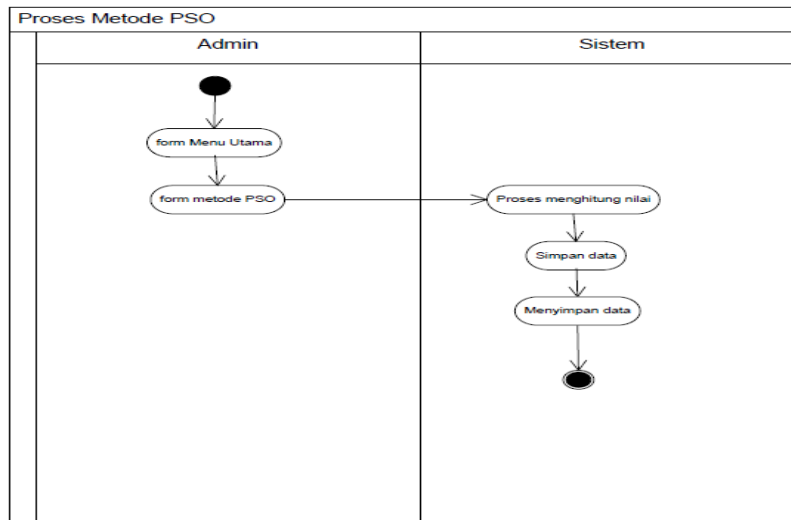 Proses Metode PSO
Admin
Sistem
form Menu Utama
form metode PSO
Proses menghitung nilai
Simpan data
Menyimpan data